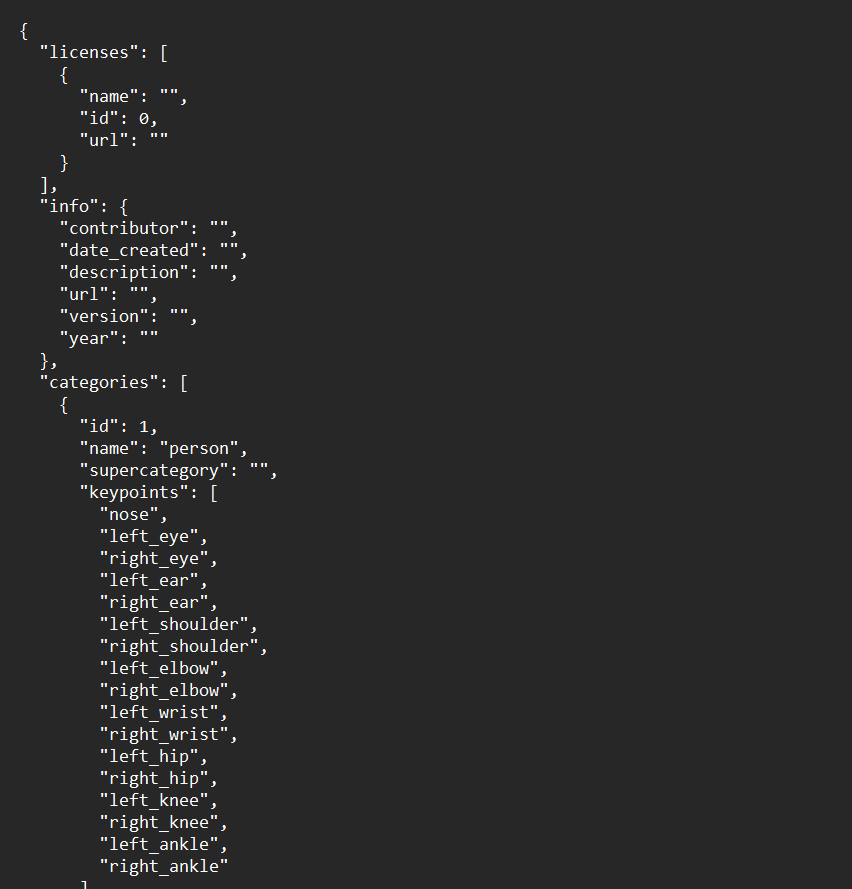 {
  "licenses": [
    {
      "name": "",
      "id": 0,
      "url": ""
    }
  ],
  "info": {
    "contributor": "",
    "date_created": "",
    "description": "",
    "url": "",
    "version": "",
    "year": ""
  },
  "categories": [
    {
      "id": 1,
      "name": "person",
      "supercategory": "",
      "keypoints": [
        "nose",
        "left_eye",
        "right_eye",
        "left_ear",
        "right_ear",
        "left_shoulder",
        "right_shoulder",
        "left_elbow",
        "right_elbow",
        "left_wrist",
        "right_wrist",
        "left_hip",
        "right_hip",
        "left_knee",
        "right_knee",
        "left_ankle",
        "right_ankle"
      ]